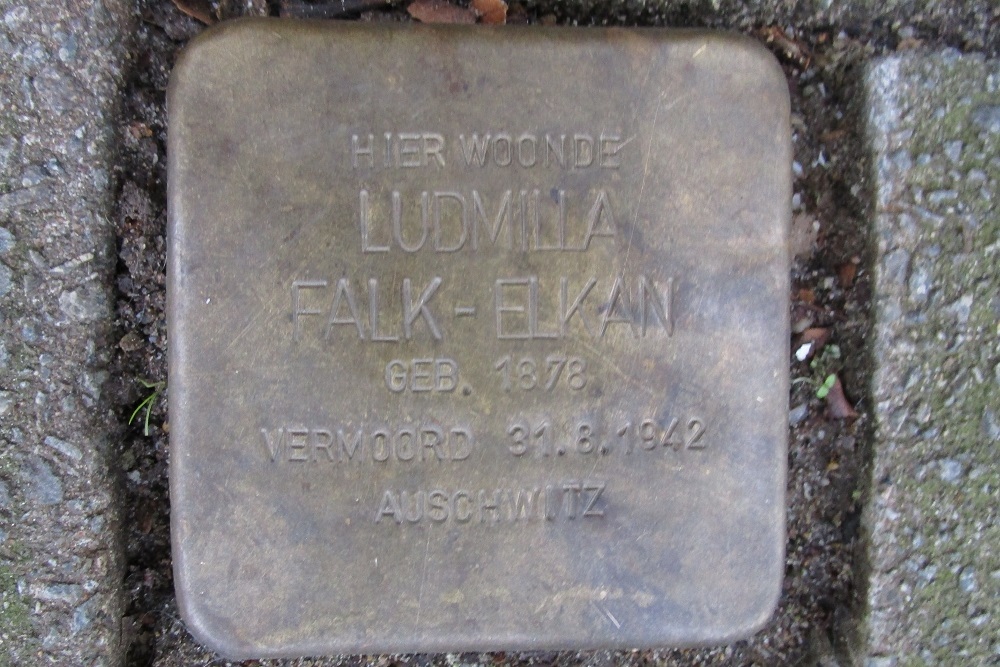 HIER WOONDE
LUDMILLA
FALK-ELKAN
GEB. 1878
VERMOORD 31.8.1942
AUSCHWITZ